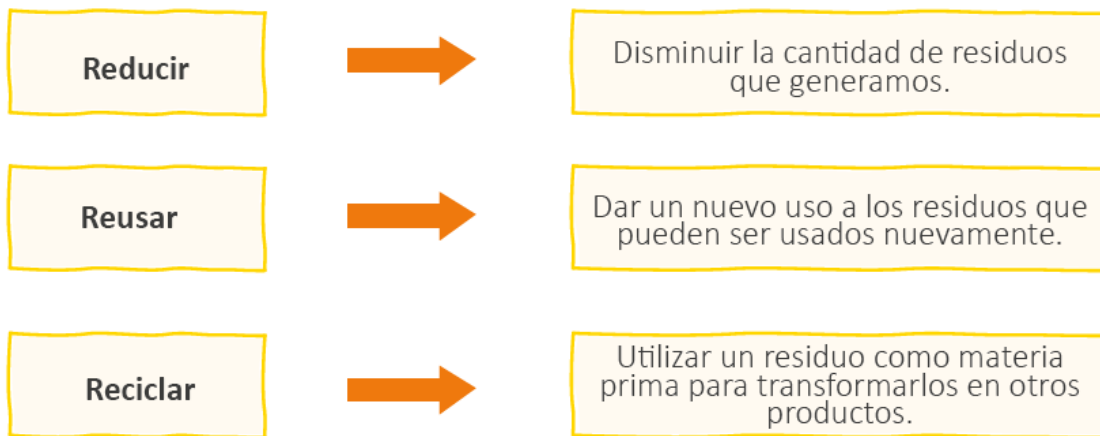 Reducir
Disminuir la cantidad de residuos
que generamos.
Reusar
Dar un nuevo uso a los residuos que
pueden ser usados nuevamente.
Reciclar
Utilizar un residuo como materia
prima para transformarlos en otros
productos.